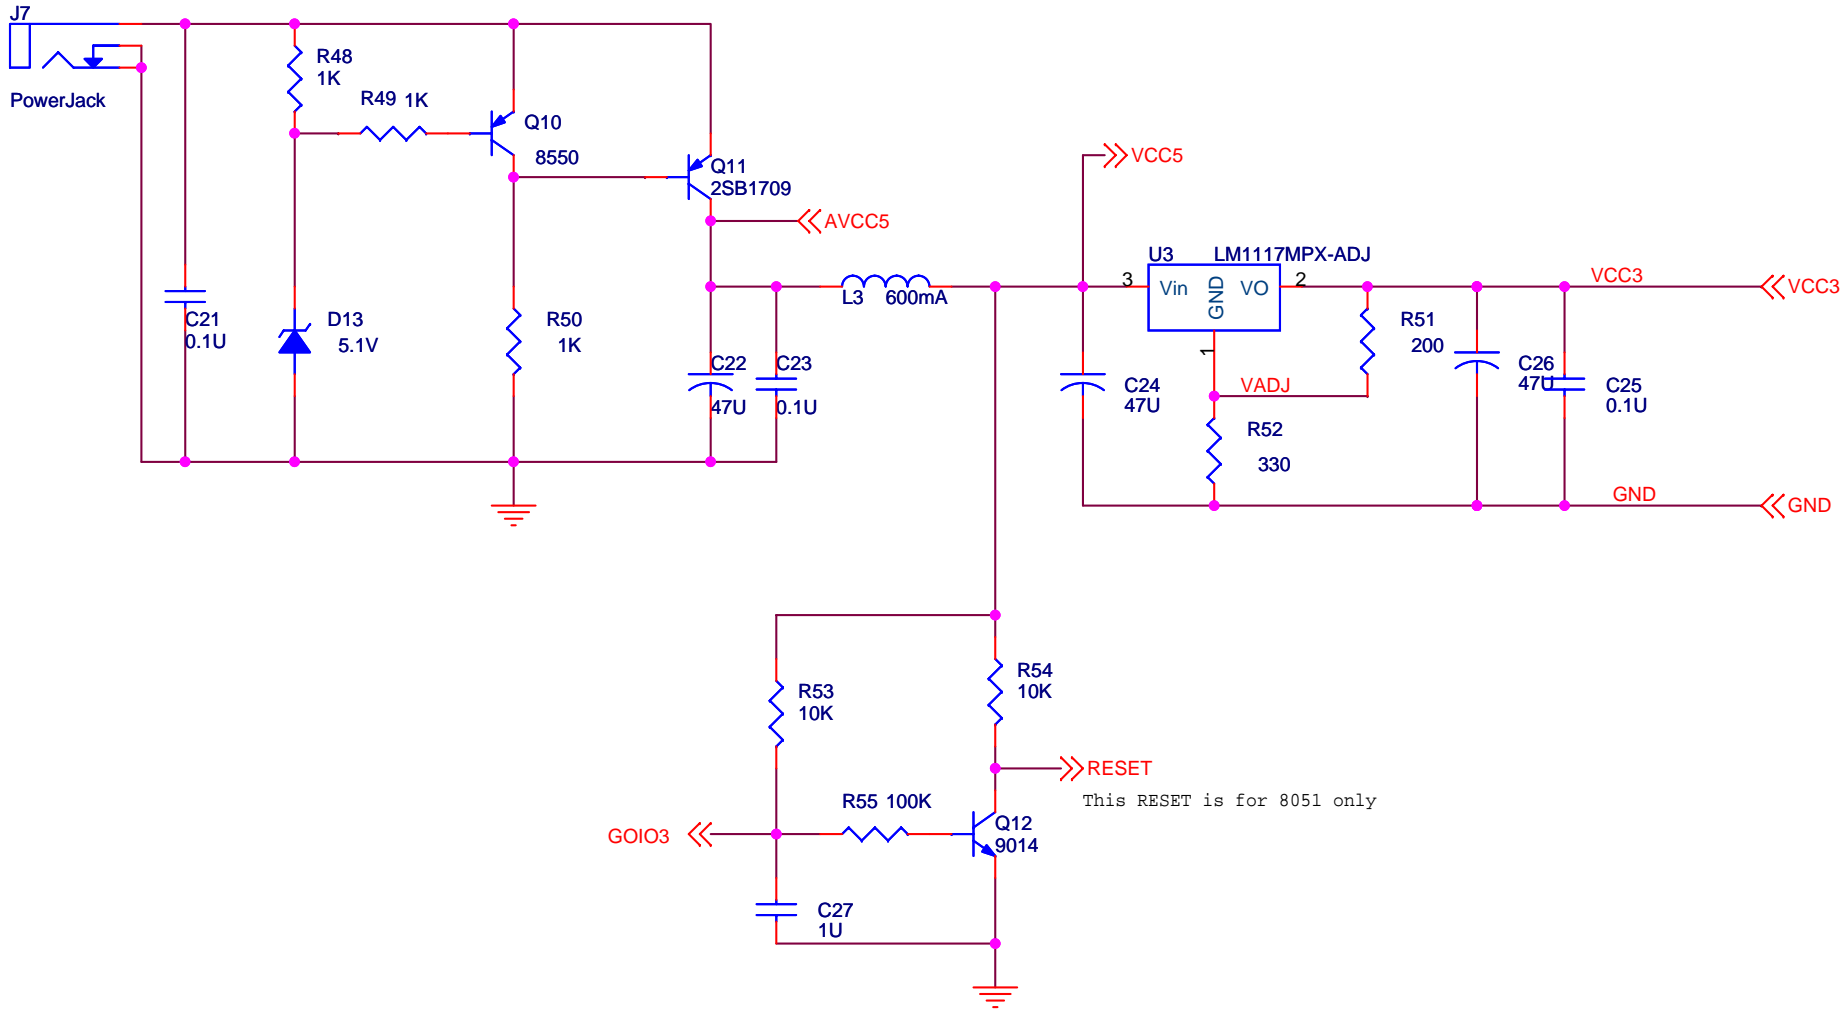 J7
PowerJack
R48
1K
R49 1K
Q10
8550
Q11
2SB1709
VCC5
AVCC5
C21
0.1U
D13
5.1V
R50
1K
C22
47U
C23
0.1U
L3 600mA
U3 LM1117MPX-ADJ
3
Vin
GND
VO
2
1
VCC3
VCC3
R51
200
C24
47U
VADJ
R52
330
C26
47U
C25
0.1U
GND
GND
R53
10K
R54
10K
RESET
This RESET is for 8051 only
GOIO3
R55 100K
Q12
9014
C27
1U